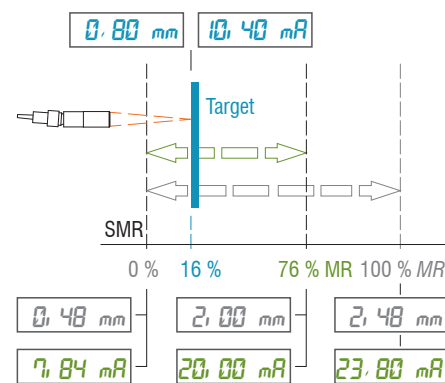 0,80 mm 10,40 mA
Target
SMR
0 % 16 % 76 % MR 100 % MR
0,48 mm 2,00 mm 2,48 mm
7,84 mA 20,00 mA 23,80 mA